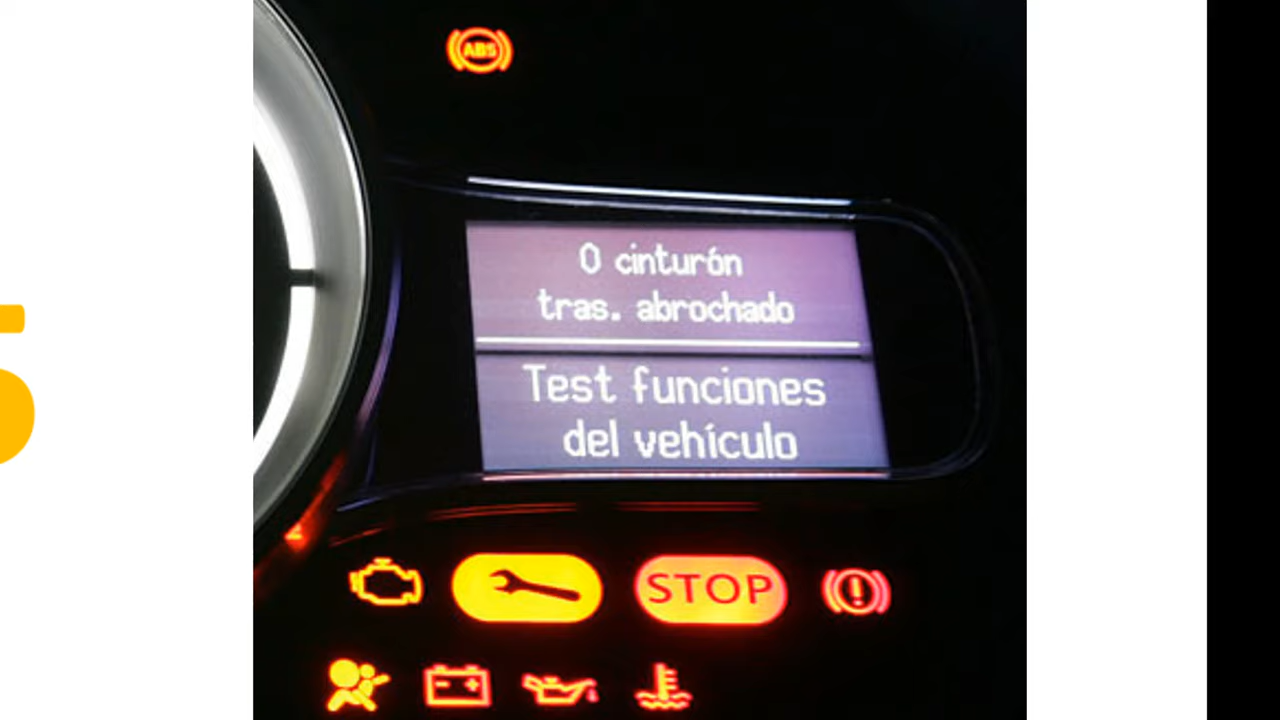 ABS
0 cinturón
tras. abrochado
Test funciones
del vehículo
STOP